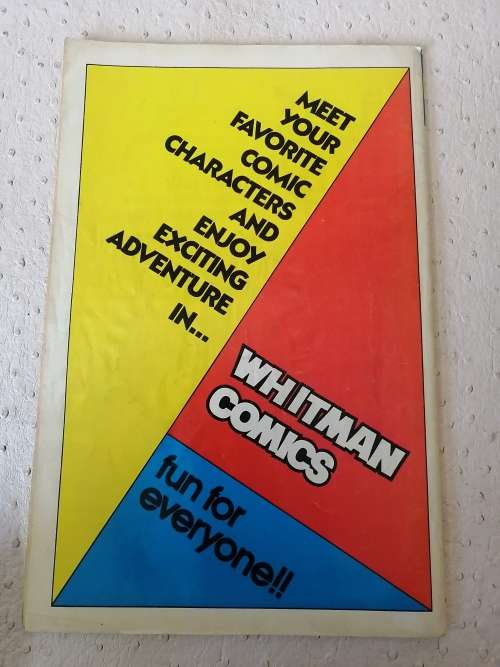 MEET
YOUR
FAVORITE
COMIC
CHARACTERS
AND
ENJOY
EXCITING
ADVENTURE
IN...
WHITMAN
COMICS
fun for
everyone!!